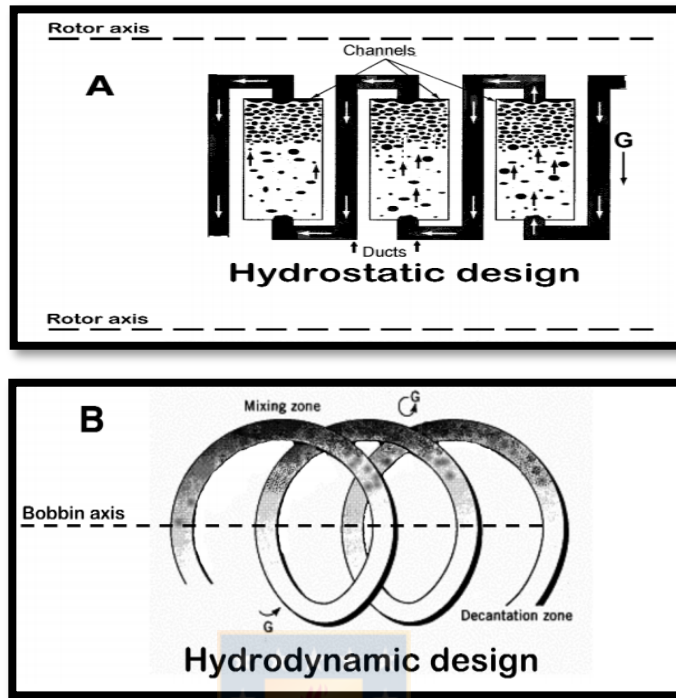 Rotor axis
Channels
A
G
Ducts
Hydrostatic design
Rotor axis
B
Mixing zone
G
Bobbin axis
Decantation zone
G
Hydrodynamic design